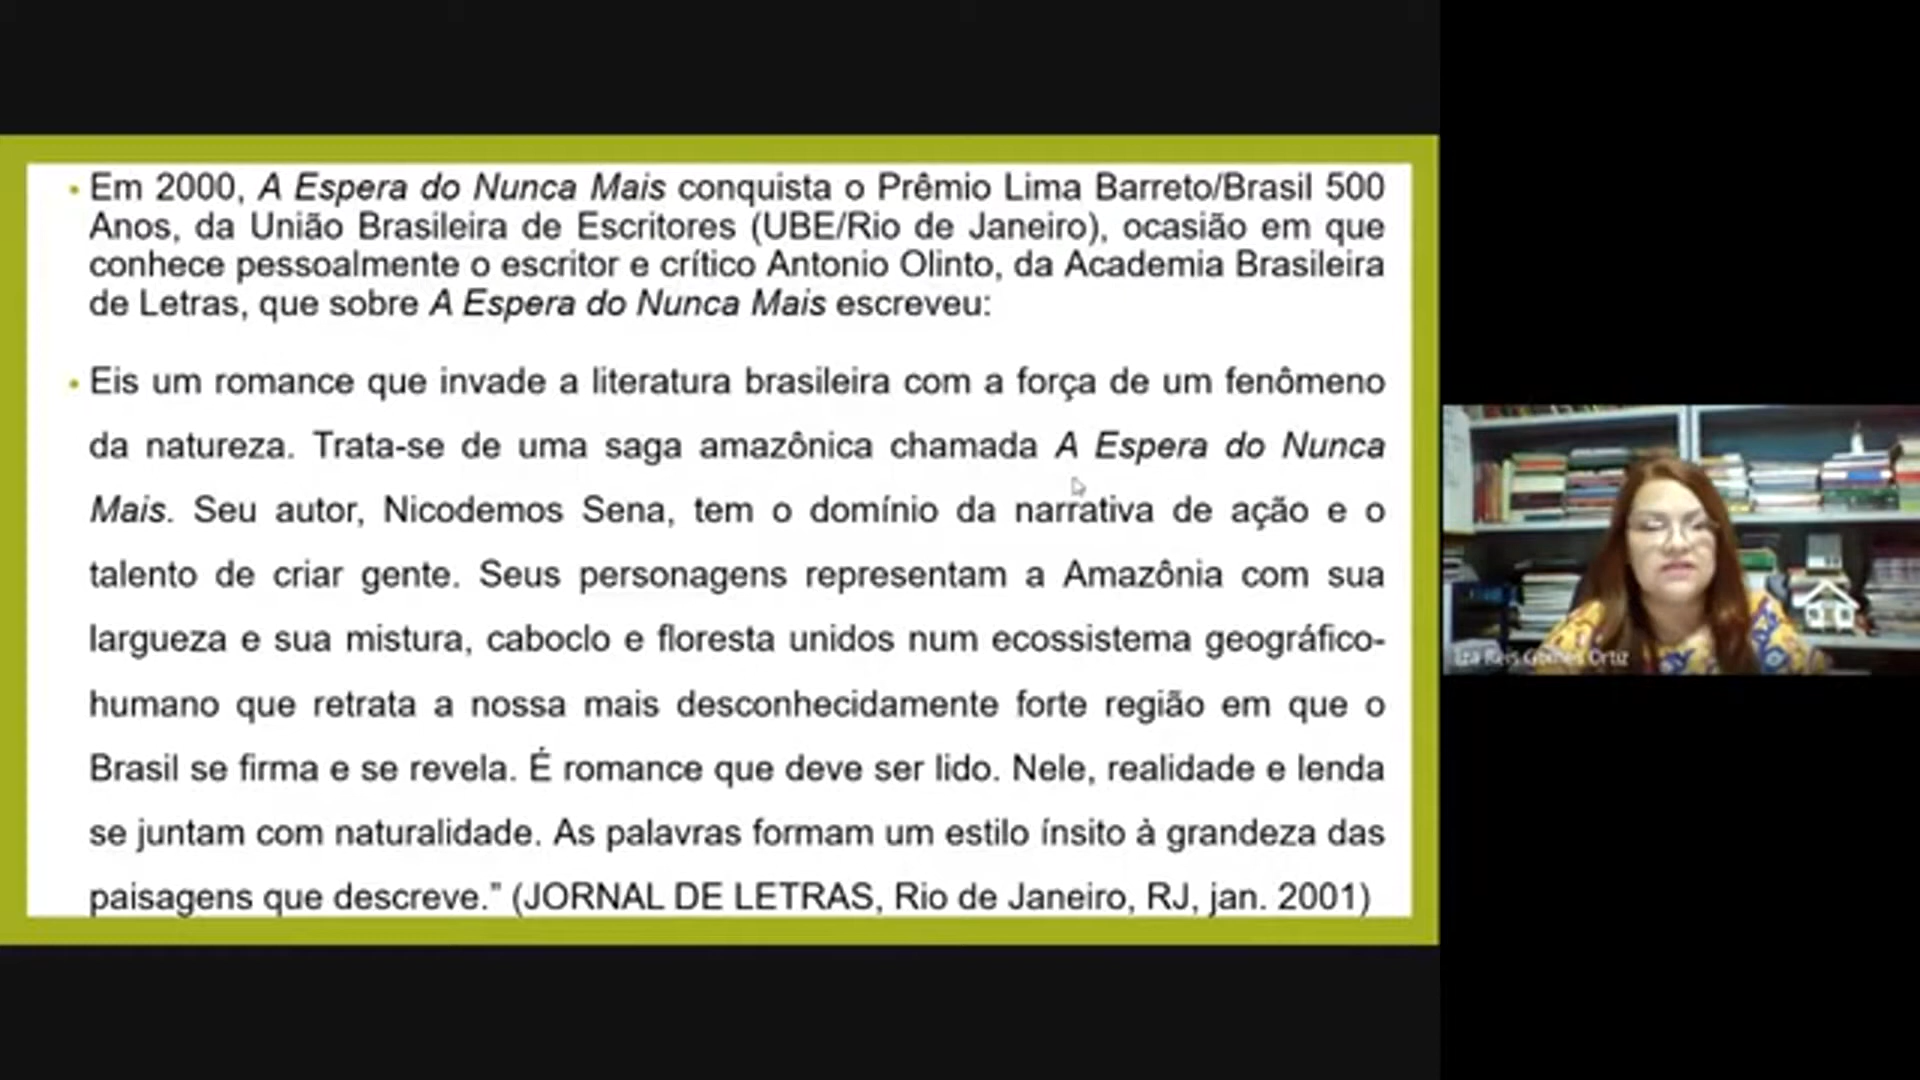 • Em 2000, A Espera do Nunca Mais conquista o Prêmio Lima Barreto/Brasil 500
Anos, da União Brasileira de Escritores (UBE/Rio de Janeiro), ocasião em que
conhece pessoalmente o escritor e crítico Antonio Olinto, da Academia Brasileira
de Letras, que sobre A Espera do Nunca Mais escreveu:
• Eis um romance que invade a literatura brasileira com a força de um fenômeno
da natureza. Trata-se de uma saga amazônica chamada A Espera do Nunca
Mais. Seu autor, Nicodemos Sena, tem o domínio da narrativa de ação e o
talento de criar gente. Seus personagens representam a Amazônia com sua
largueza e sua mistura, caboclo e floresta unidos num ecossistema geográfico-
humano que retrata a nossa mais desconhecidamente forte região em que o
Brasil se firma e se revela. É romance que deve ser lido. Nele, realidade e lenda
se juntam com naturalidade. As palavras formam um estilo ínsito à grandeza das
paisagens que descreve.” (JORNAL DE LETRAS, Rio de Janeiro, RJ, jan. 2001)
Iza Reis Gomes Ortiz